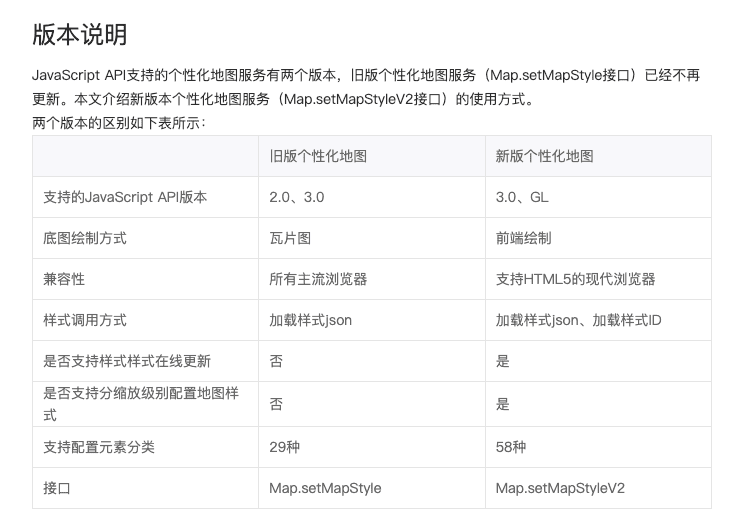 版本说明
JavaScript API支持的个性化地图服务有两个版本，旧版个性化地图服务（Map.setMapStyle接口）已经不再
更新。本文介绍新版本个性化地图服务（Map.setMapStyleV2接口）的使用方式。
两个版本的区别如下表所示：
旧版个性化地图 新版个性化地图
支持的JavaScript API版本 2.0、3.0 3.0、GL
底图绘制方式 瓦片图 前端绘制
兼容性 所有主流浏览器 支持HTML5的现代浏览器
样式调用方式 加载样式json 加载样式json、加载样式ID
是否支持样式样式在线更新 否 是
是否支持分缩放级别配置地图样
式 否 是
支持配置元素分类 29种 58种
接口 Map.setMapStyle Map.setMapStyleV2